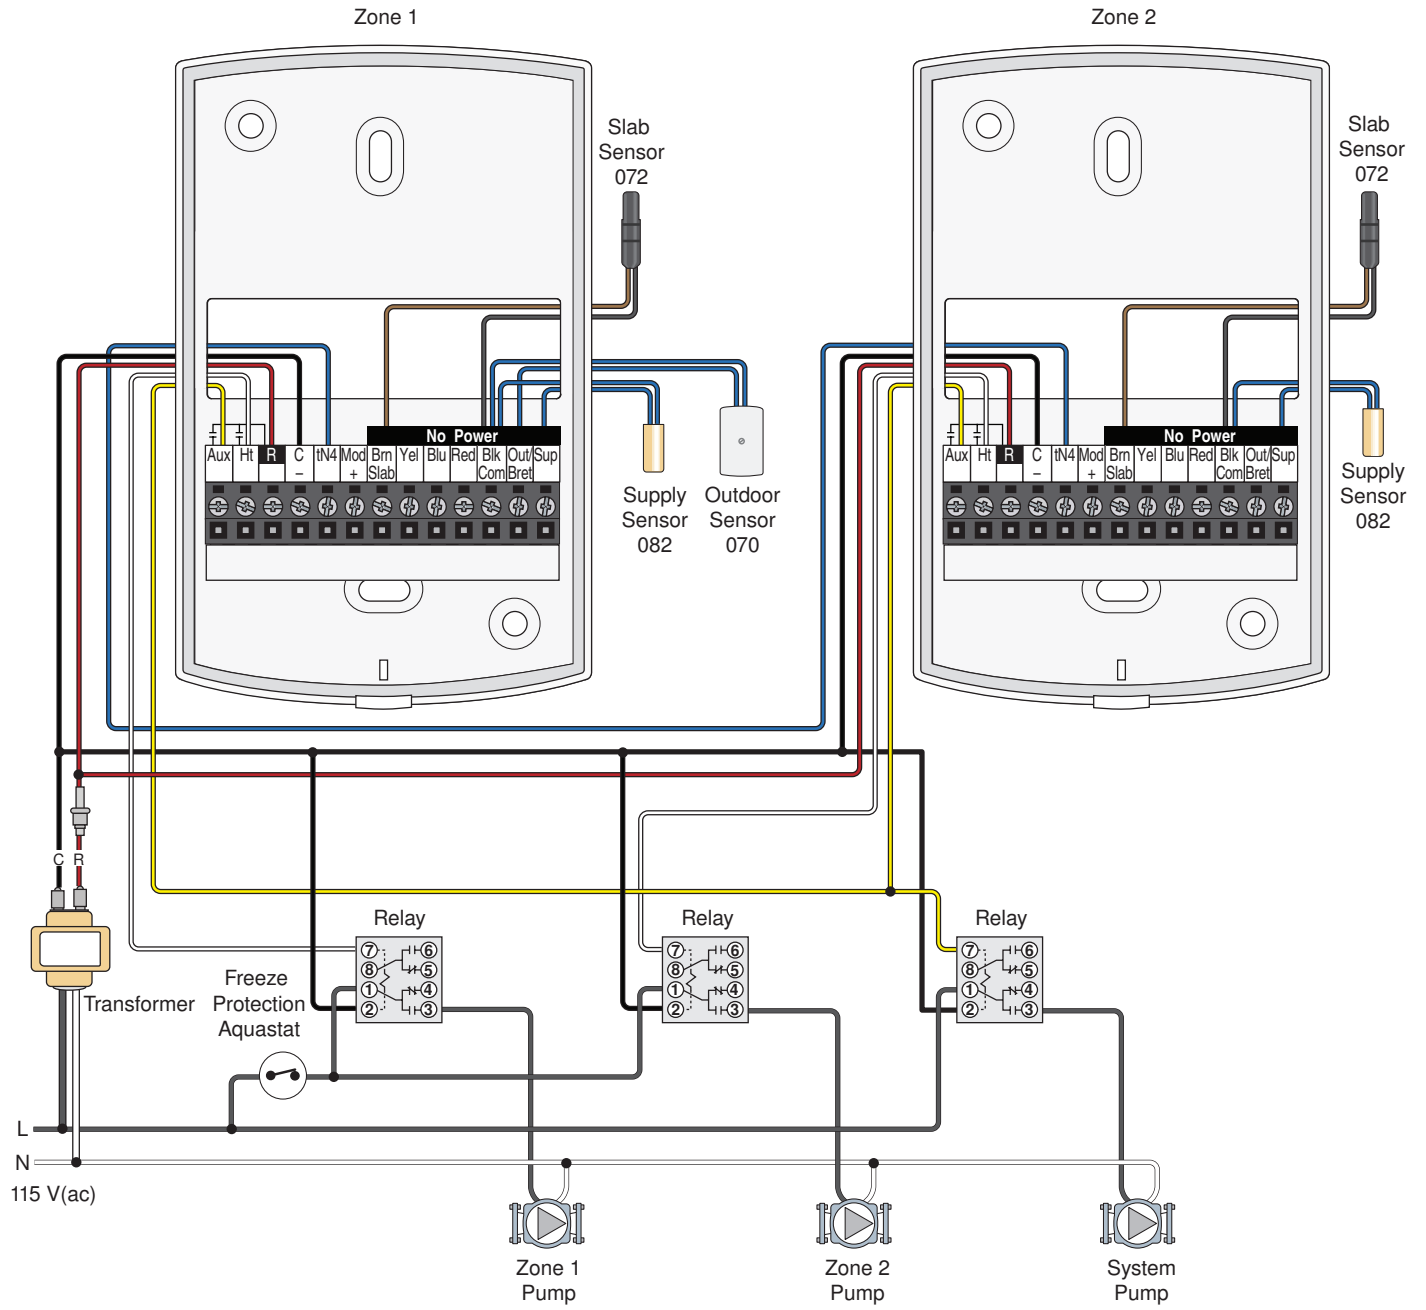 Zone 1
Zone 2
Slab
Sensor
072
Slab
Sensor
072
No Power
Aux Ht R C tN4 Mod Brn Yel Blu Red Blk Out/ Sup
– + Slab Com Bret
Supply
Sensor
082
Outdoor
Sensor
070
No Power
Aux Ht R C tN4 Mod Brn Yel Blu Red Blk Out/ Sup
– + Slab Com Bret
Supply
Sensor
082
C R
Transformer
Freeze
Protection
Aquastat
Relay
7 6
8 5
1 4
2 3
Relay
7 6
8 5
1 4
2 3
Relay
7 6
8 5
1 4
2 3
L
N
115 V(ac)
Zone 1
Pump
Zone 2
Pump
System
Pump